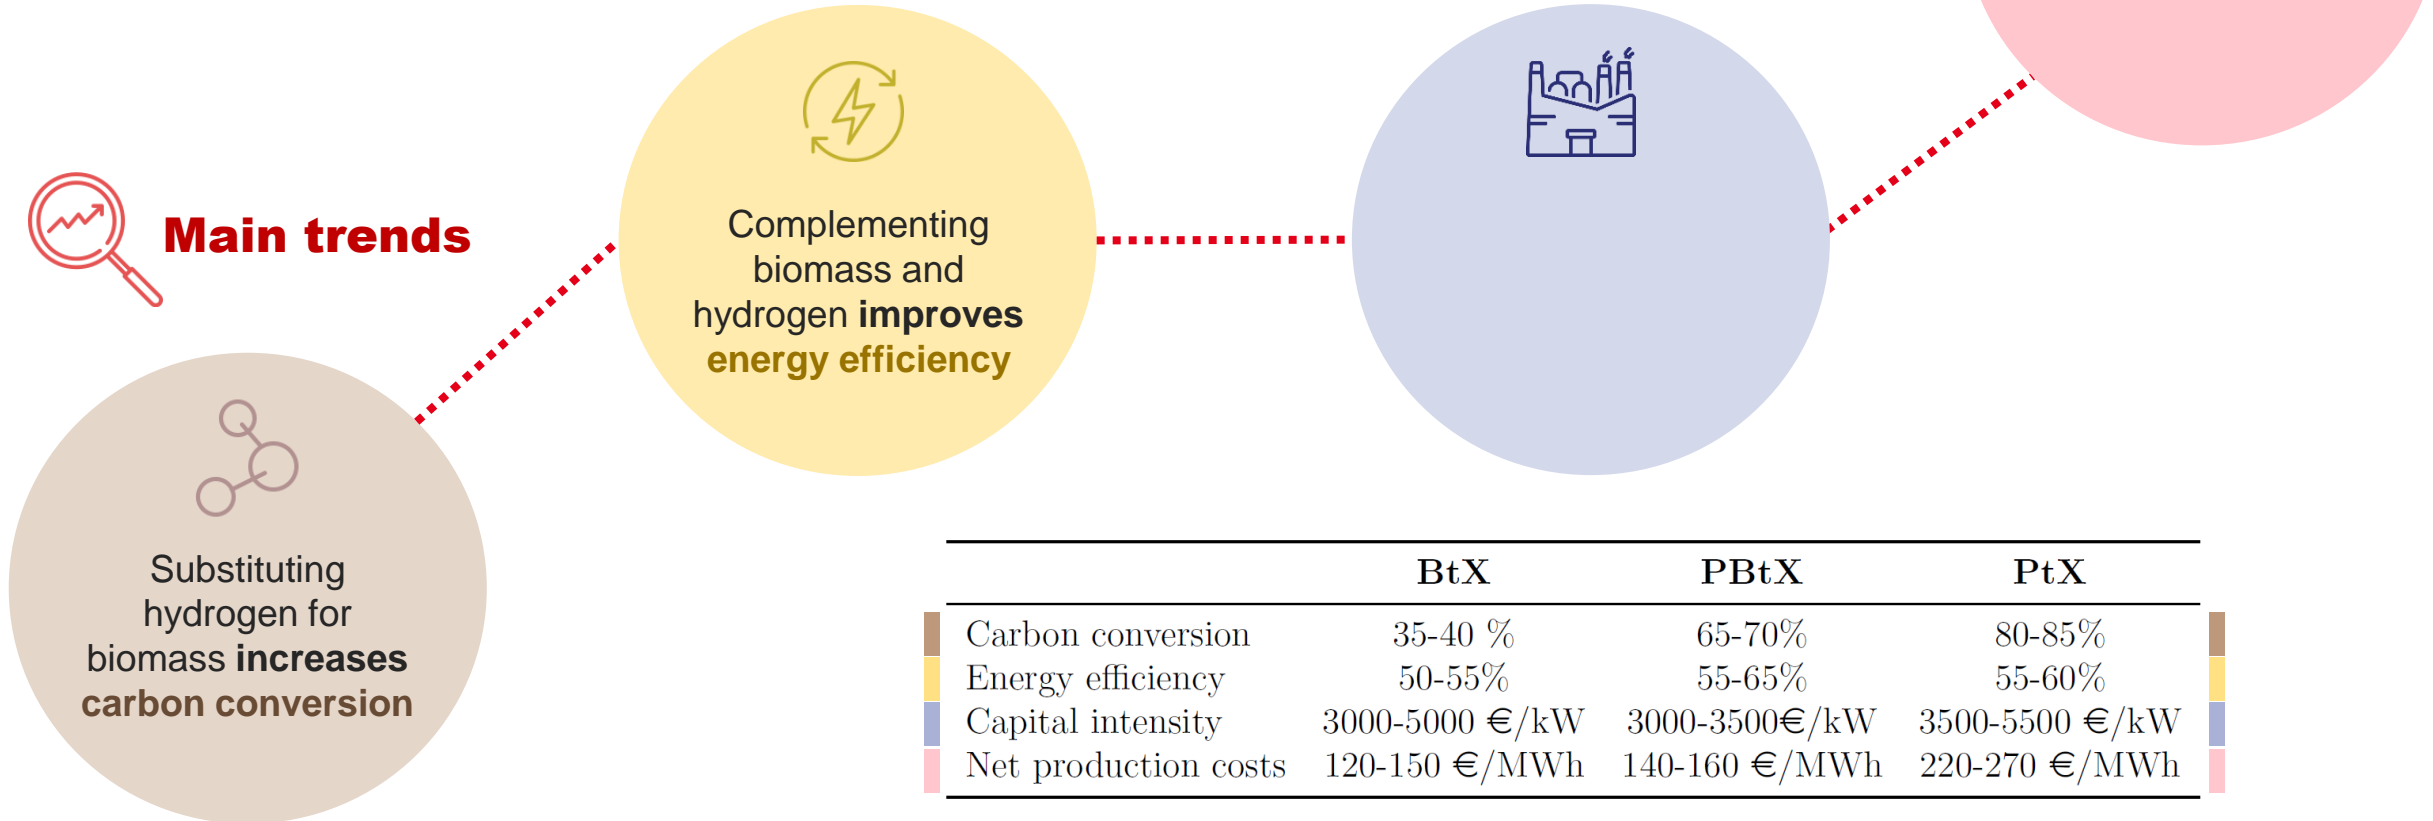 Main trends
Substituting
hydrogen for
biomass increases
carbon conversion
Complementing
biomass and
hydrogen improves
energy efficiency
BtX PBtX PtX
Carbon conversion 35-40 % 65-70% 80-85%
Energy efficiency 50-55% 55-65% 55-60%
Capital intensity 3000-5000 €/kW 3000-3500€/kW 3500-5500 €/kW
Net production costs 120-150 €/MWh 140-160 €/MWh 220-270 €/MWh